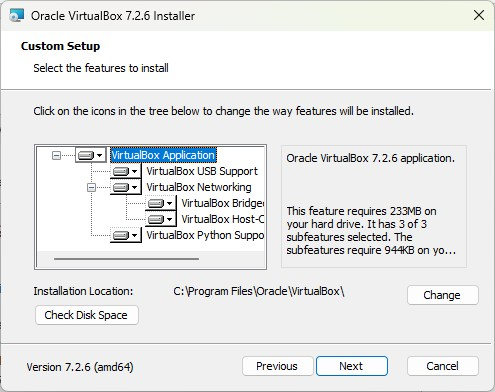 Oracle VirtualBox 7.2.6 Installer
Custom Setup
Select the features to install
Click on the icons in the tree below to change the way features will be installed.
VirtualBox Application
VirtualBox USB Support
VirtualBox Networking
VirtualBox Bridge
VirtualBox Host-C
VirtualBox Python Suppo
Oracle VirtualBox 7.2.6 application.
This feature requires 233MB on
your hard drive. It has 3 of 3
subfeatures selected. The
subfeatures require 944KB on yo...
Installation Location:
C:\Program Files\Oracle\VirtualBox\
Change
Check Disk Space
Version 7.2.6 (amd64)
Previous
Next
Cancel